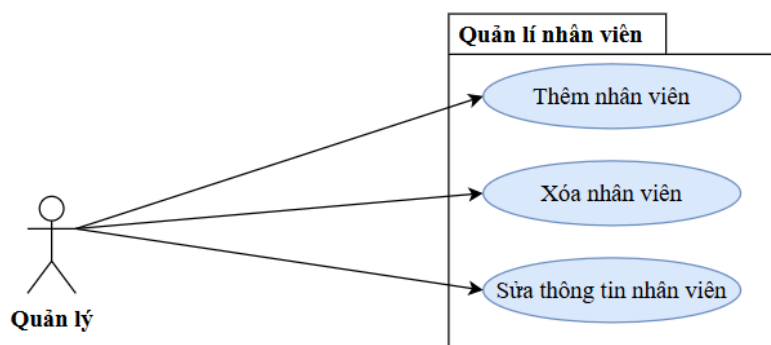 Quản lí nhân viên
Thêm nhân viên
Xóa nhân viên
Sửa thông tin nhân viên
Quản lý